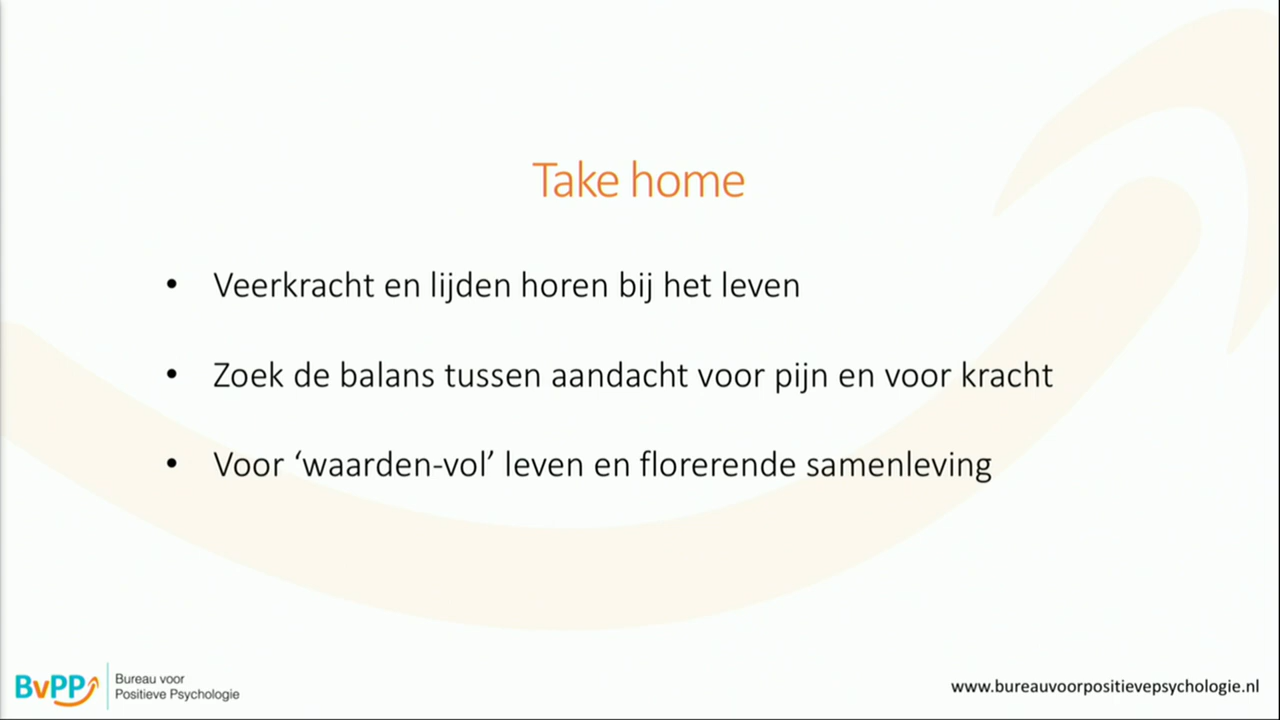 Take home
• Veerkracht en lijden horen bij het leven
• Zoek de balans tussen aandacht voor pijn en voor kracht
• Voor ‘waarden-vol’ leven en florerende samenleving
BvPP
Bureau voor
Positieve Psychologie
www.bureauvoorpositievepsychologie.nl